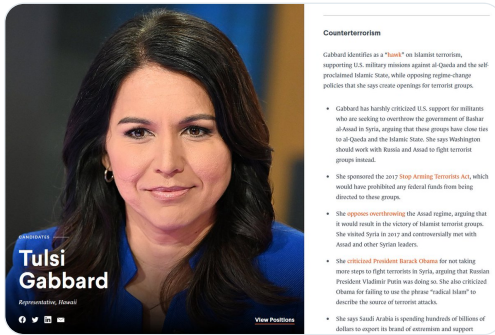 CANDIDATES
Tulsi
Gabbard
Representative, Hawaii
View Positions
Counterterrorism
Gabbard identifies as a “hawk” on Islamist terrorism,
supporting U.S. military missions against al-Qaeda and the self-
proclaimed Islamic State, while opposing regime-change
policies that she says create openings for terrorist groups.
Gabbard has harshly criticized U.S. support for militants
who are seeking to overthrow the government of Bashar
al-Assad in Syria, arguing that these groups have close ties
to al-Qaeda and the Islamic State. She says Washington
should work with Russia and Assad to fight terrorist
groups instead.
She sponsored the 2017 Stop Arming Terrorists Act, which
would have prohibited any federal funds from being
directed to these groups.
She opposes overthrowing the Assad regime, arguing that
it would result in the victory of Islamist terrorist groups.
She visited Syria in 2017 and controversially met with
Assad and other Syrian leaders.
She criticized President Barack Obama for not taking
more steps to fight terrorists in Syria, arguing that Russian
President Vladimir Putin was doing so. She also criticized
Obama for failing to use the phrase “radical Islam” to
describe the source of terrorist attacks.
She says Saudi Arabia is spending hundreds of billions of
dollars to export its brand of extremism and support